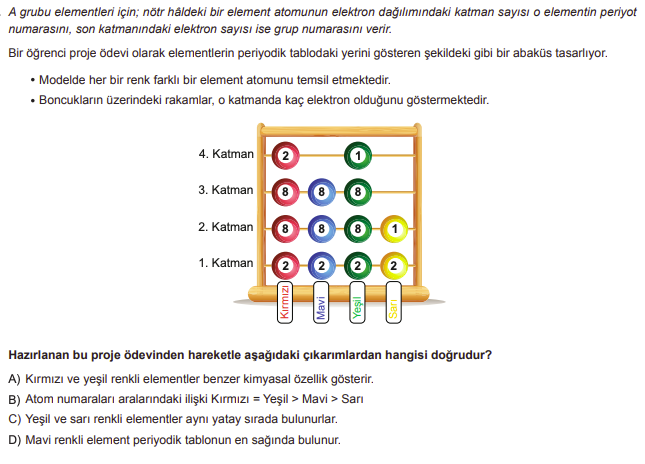 A grubu elementleri için; nötr hâldeki bir element atomunun elektron dağılımındaki katman sayısı o elementin periyot
numarasını, son katmanındaki elektron sayısı ise grup numarasını verir.
Bir öğrenci proje ödevi olarak elementlerin periyodik tablodaki yerini gösteren şekildeki gibi bir abaküs tasarlıyor.
• Modelde her bir renk farklı bir element atomunu temsil etmektedir.
• Boncukların üzerindeki rakamlar, o katmanda kaç elektron olduğunu göstermektedir.
4. Katman 2 1
3. Katman 8 8 8
2. Katman 8 8 8 1
1. Katman 2 2 2 2
Kırmızı Mavi Yeşil Sarı
Hazırlanan bu proje ödevinden hareketle aşağıdaki çıkarımlardan hangisi doğrudur?
A) Kırmızı ve yeşil renkli elementler benzer kimyasal özellik gösterir.
B) Atom numaraları aralarındaki ilişki Kırmızı = Yeşil > Mavi > Sarı
C) Yeşil ve sarı renkli elementler aynı yatay sırada bulunurlar.
D) Mavi renkli element periyodik tablonun en sağında bulunur.